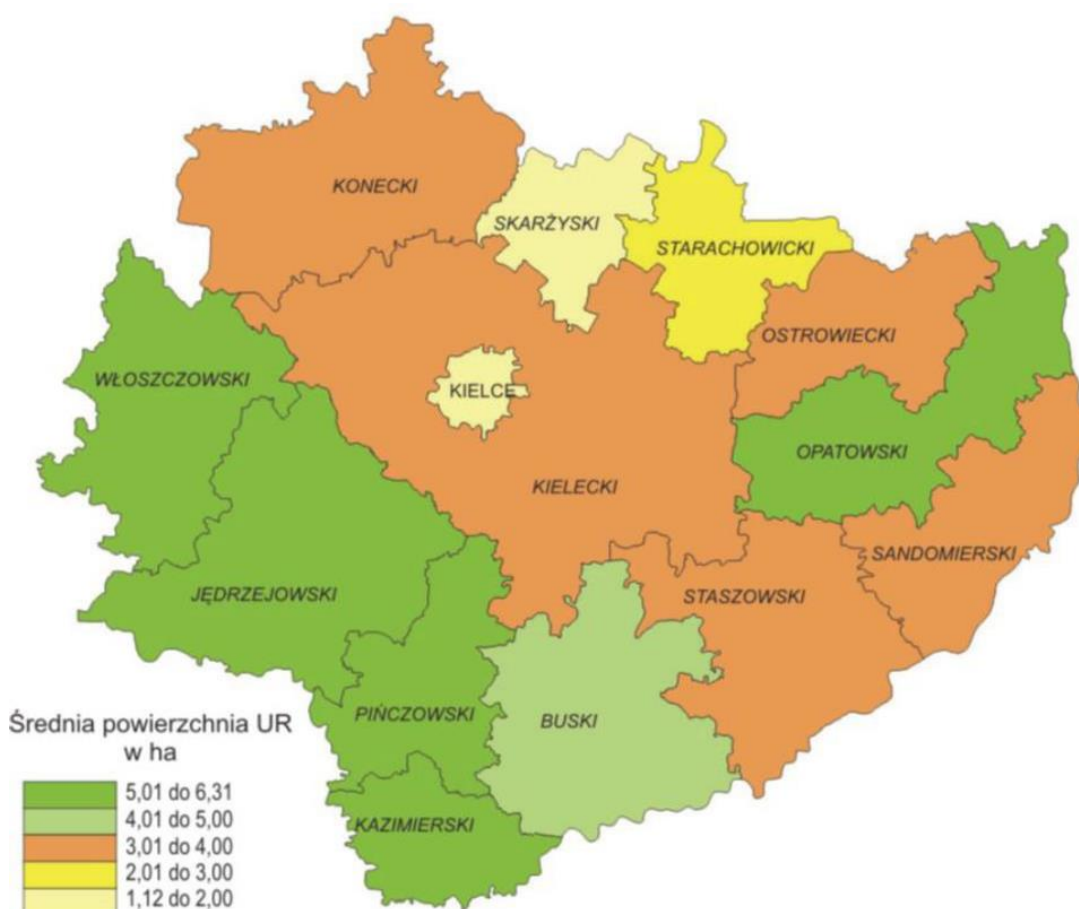 KONECKI
SKARŻYSKI
STARACHOWICKI
OSTROWIECKI
WŁOSZCZOWSKI
KIELCE
OPATOWSKI
KIELECKI
SANDOMIERSKI
JĘDRZEJOWSKI
STASZOWSKI
PIŃCZOWSKI
BUSKI
KAZIMIERSKI
Średnia powierzchnia UR
w ha
5,01 do 6,31
4,01 do 5,00
3,01 do 4,00
2,01 do 3,00
1,12 do 2,00